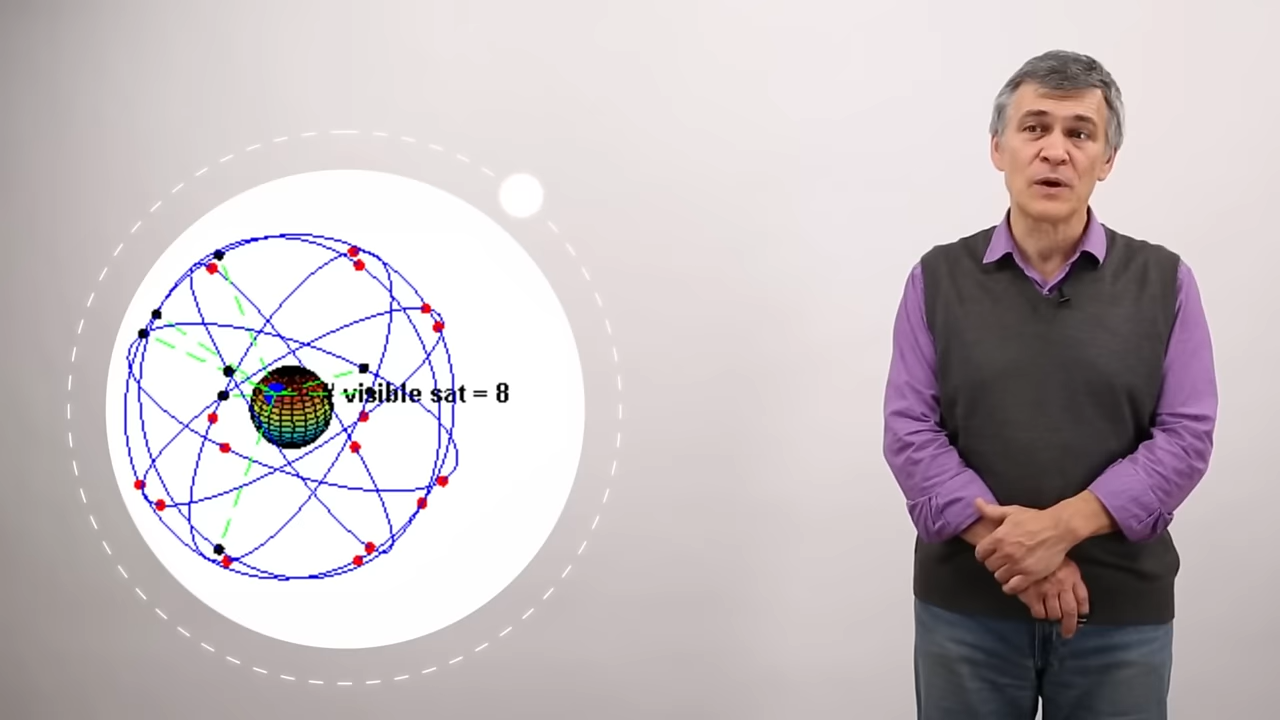 # visible sat = 8